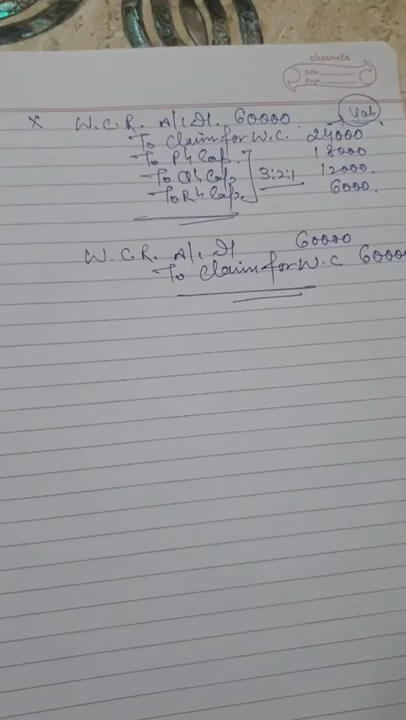 classmate
Date
Page
Vab
X W.C.R. A/c. Dr. 60000
To Claim for W.C. 24000
To P's Cap. 18000
To Q's Cap. 3:2:1 12000.
To R's Cap. 6000.
W.C.R. A/c. Dr 60000
To Claim for W.C 60000